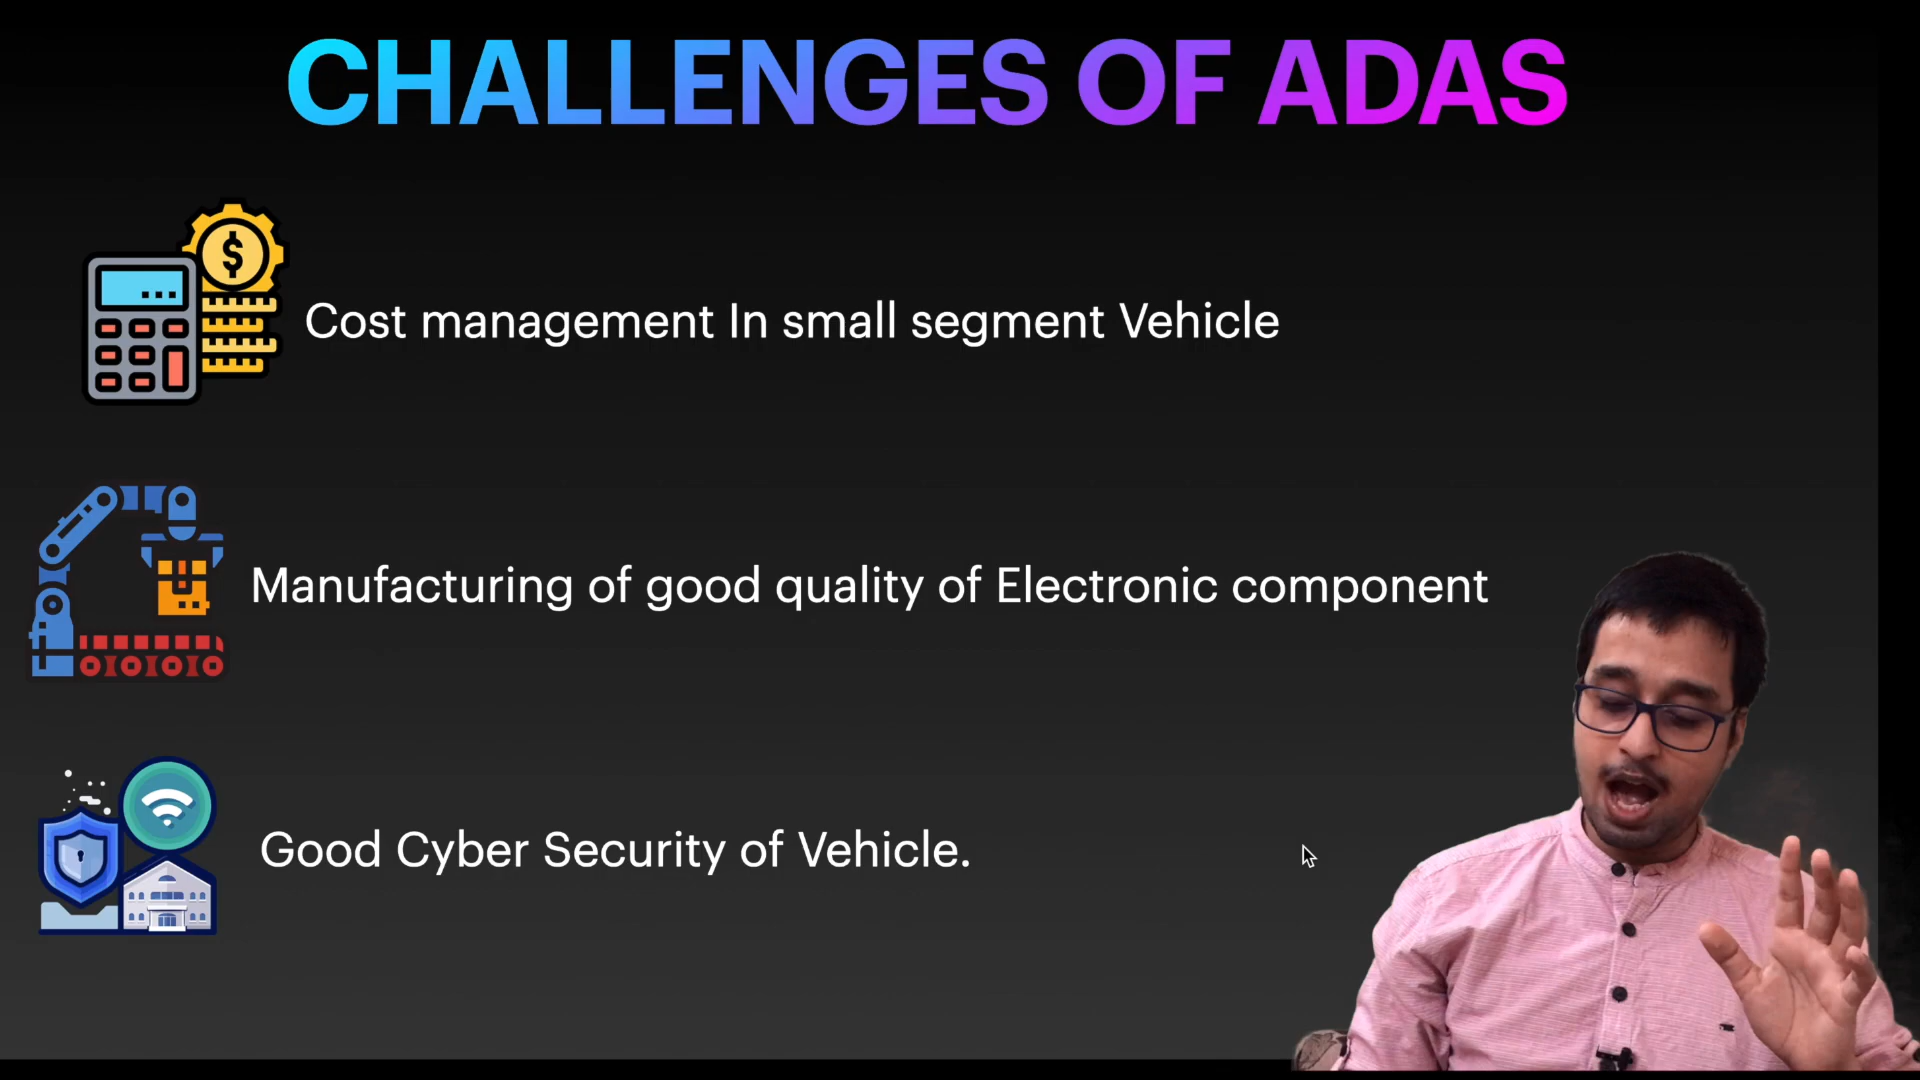 CHALLENGES OF ADAS
$
Cost management In small segment Vehicle
Manufacturing of good quality of Electronic component
Good Cyber Security of Vehicle.